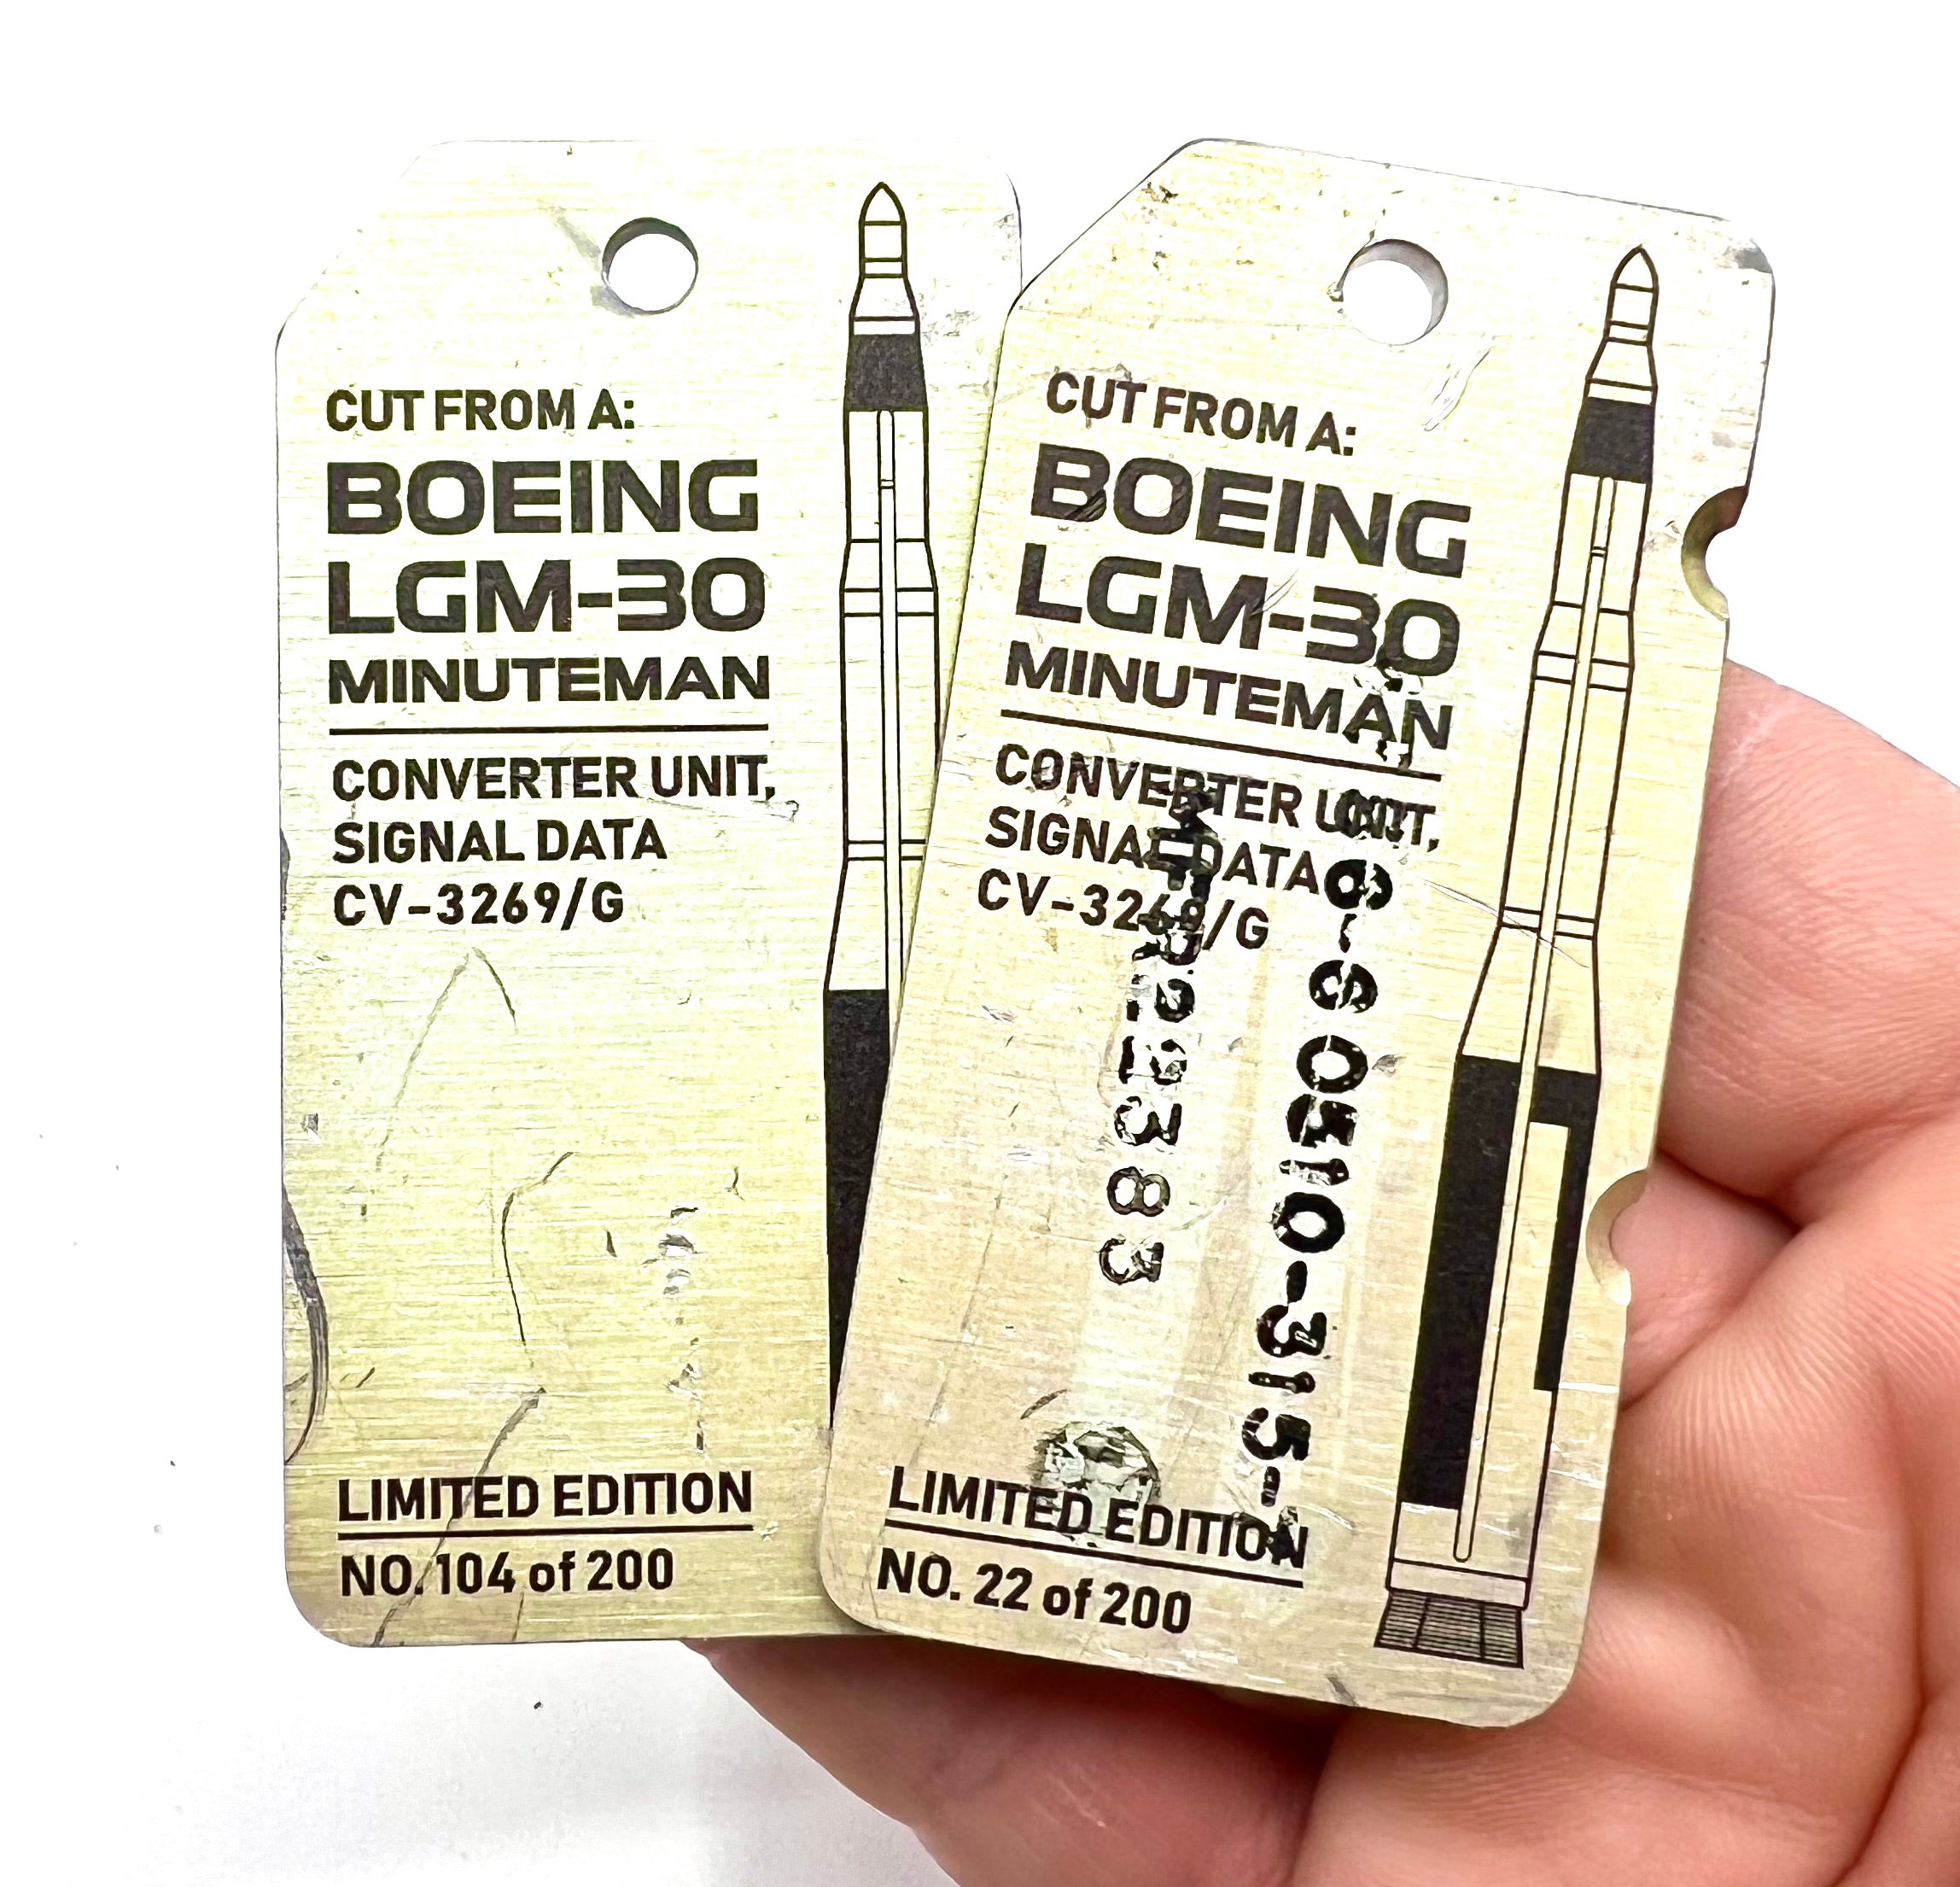 CUT FROM A:
BOEING
LGM-30
MINUTEMAN
CONVERTER UNIT,
SIGNAL DATA
CV-3269/G
LIMITED EDITION
NO. 104 of 200
CUT FROM A:
BOEING
LGM-30
MINUTEMAN
CONVERTER UNIT,
SIGNAL DATA
CV-3269/G
LIMITED EDITION
NO. 22 of 200